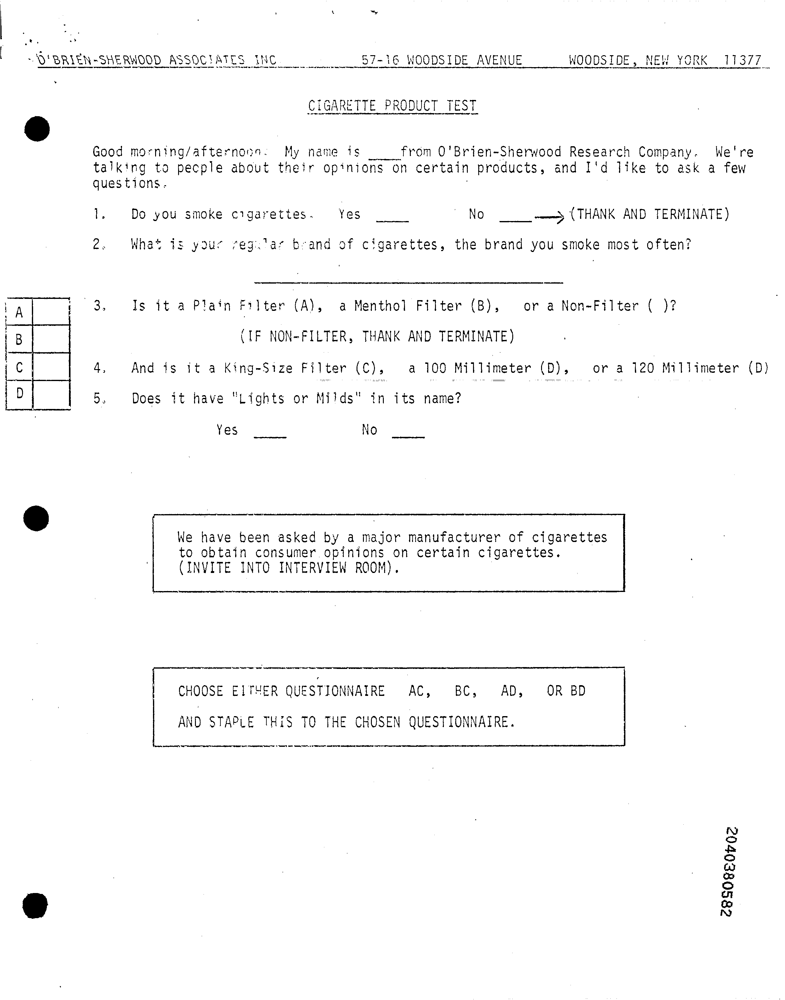 O'BRIEN-SHERWOOD ASSOCIATES INC 57-16 WOODSIDE AVENUE WOODSIDE, NEW YORK 11377
CIGARETTE PRODUCT TEST
Good morning/afternoon. My name is ____from O'Brien-Sherwood Research Company. We're
talking to people about their opinions on certain products, and I'd like to ask a few
questions.
1. Do you smoke cigarettes. Yes ____ No ____→(THANK AND TERMINATE)
2. What is your regular brand of cigarettes, the brand you smoke most often?
3. Is it a Plain Filter (A), a Menthol Filter (B), or a Non-Filter ( )?
(IF NON-FILTER, THANK AND TERMINATE)
4. And is it a King-Size Filter (C), a 100 Millimeter (D), or a 120 Millimeter (D)
5. Does it have "Lights or Milds" in its name?
Yes ____ No ____
A
B
C
D
We have been asked by a major manufacturer of cigarettes
to obtain consumer opinions on certain cigarettes.
(INVITE INTO INTERVIEW ROOM).
CHOOSE EITHER QUESTIONNAIRE AC, BC, AD, OR BD
AND STAPLE THIS TO THE CHOSEN QUESTIONNAIRE.
2040380582